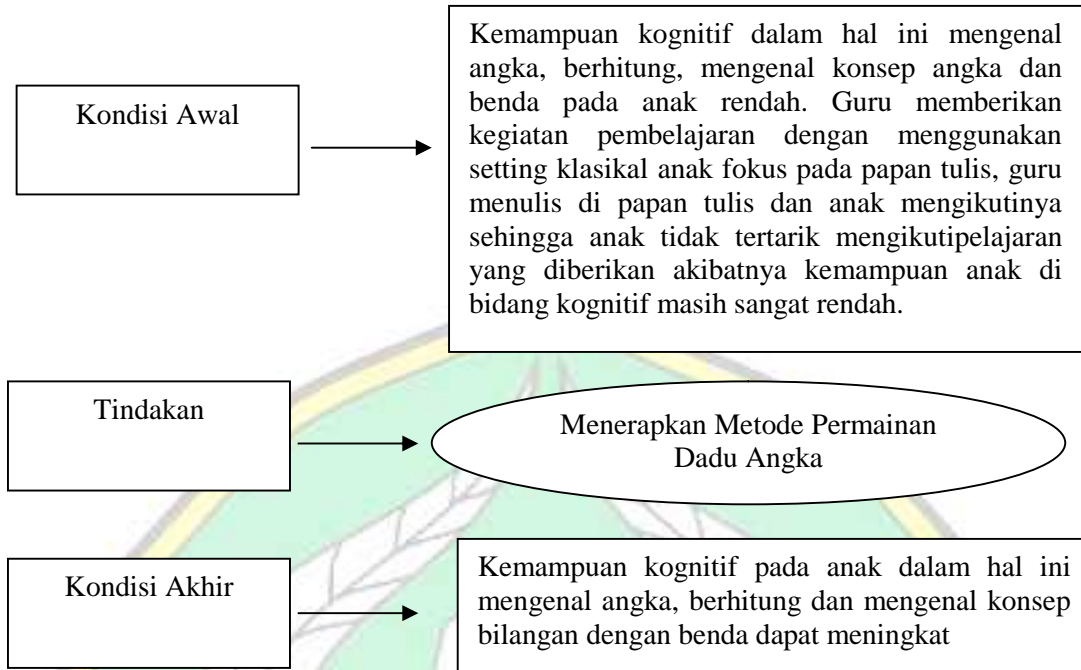 Kondisi Awal
Kemampuan kognitif dalam hal ini mengenal
angka, berhitung, mengenal konsep angka dan
benda pada anak rendah. Guru memberikan
kegiatan pembelajaran dengan menggunakan
setting klasikal anak fokus pada papan tulis, guru
menulis di papan tulis dan anak mengikutinya
sehingga anak tidak tertarik mengikutipelajaran
yang diberikan akibatnya kemampuan anak di
bidang kognitif masih sangat rendah.
Tindakan
Menerapkan Metode Permainan
Dadu Angka
Kondisi Akhir
Kemampuan kognitif pada anak dalam hal ini
mengenal angka, berhitung dan mengenal konsep
bilangan dengan benda dapat meningkat